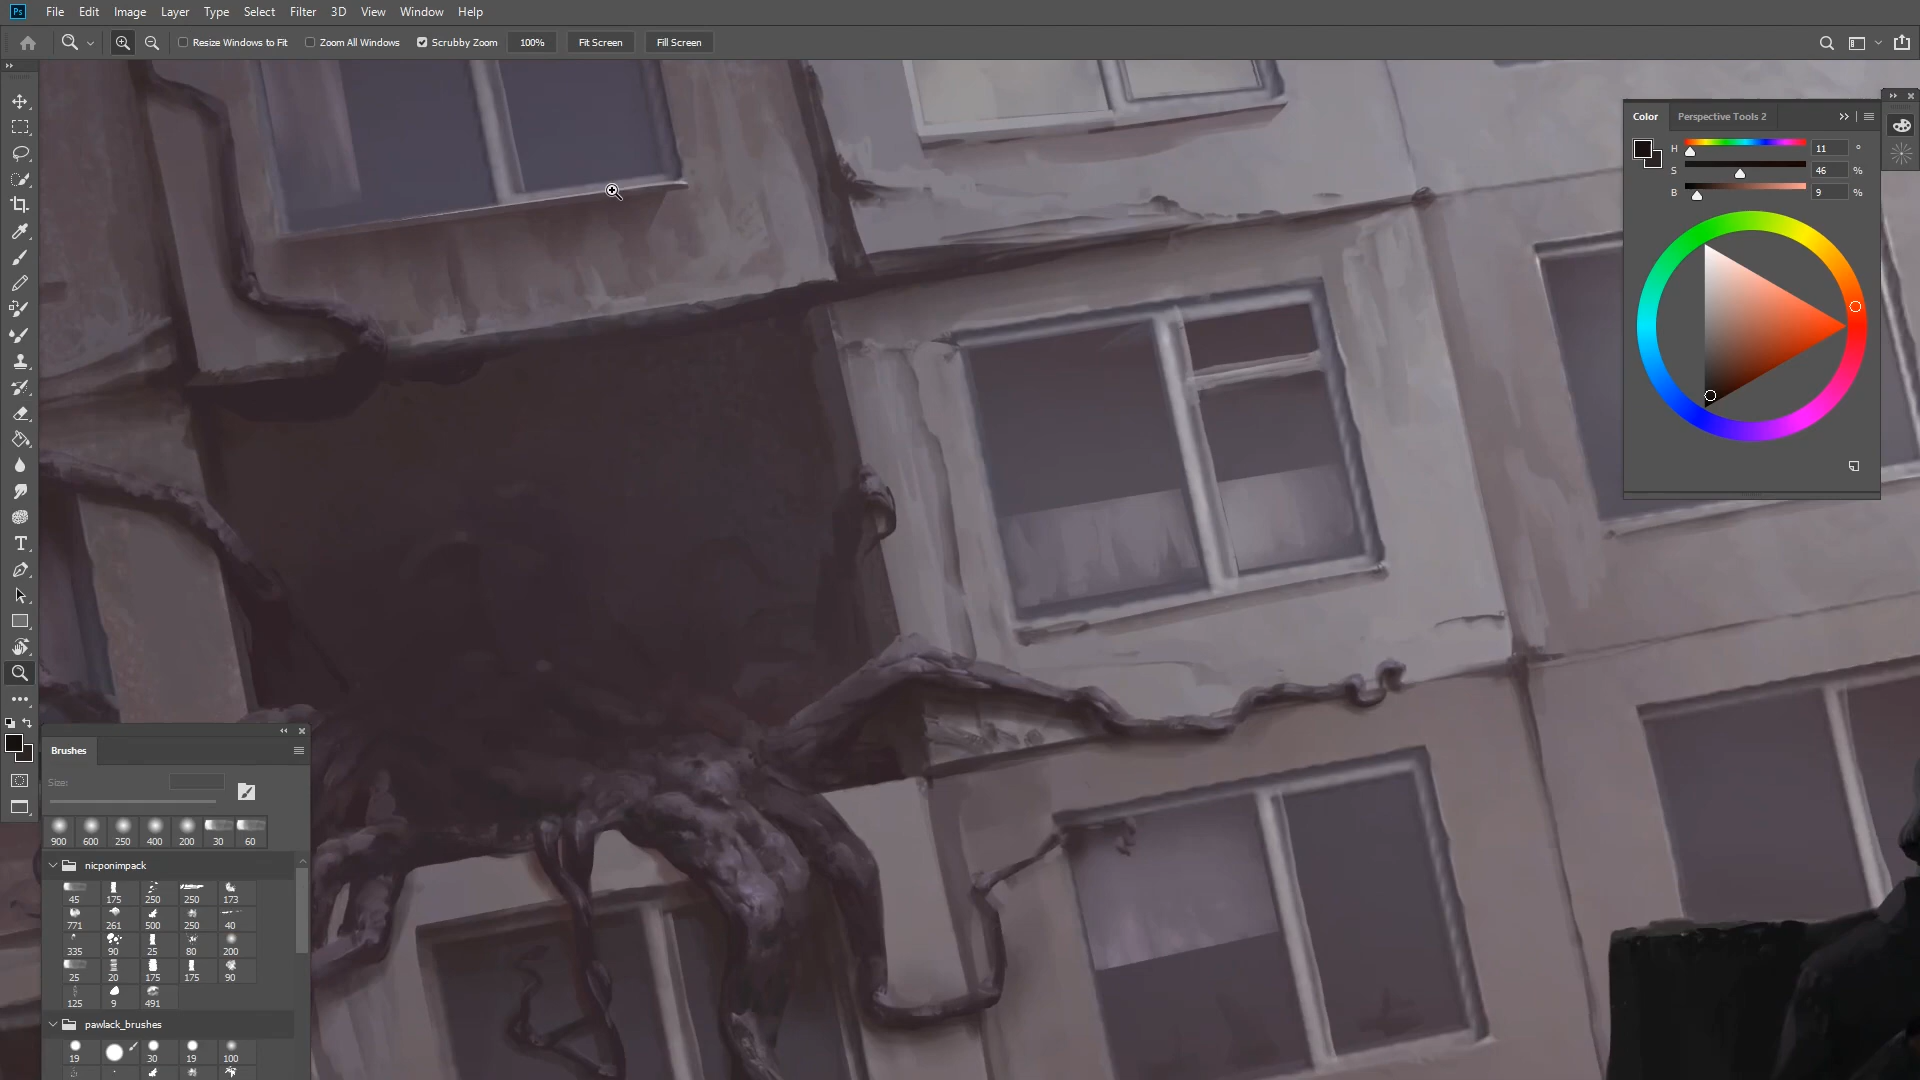 Ps File Edit Image Layer Type Select Filter 3D View Window Help
Resize Windows to Fit Zoom All Windows Scrubby Zoom 100% Fit Screen Fill Screen
Color Perspective Tools 2
H 11 °
S 46 %
B 9 %
T
Brushes
Size:
900 600 250 400 200 30 60
nicponimpack
45 175 250 250 173
771 261 500 250 40
335 90 25 80 200
25 20 175 175 90
125 9 491
pawlack_brushes
19 30 19 100